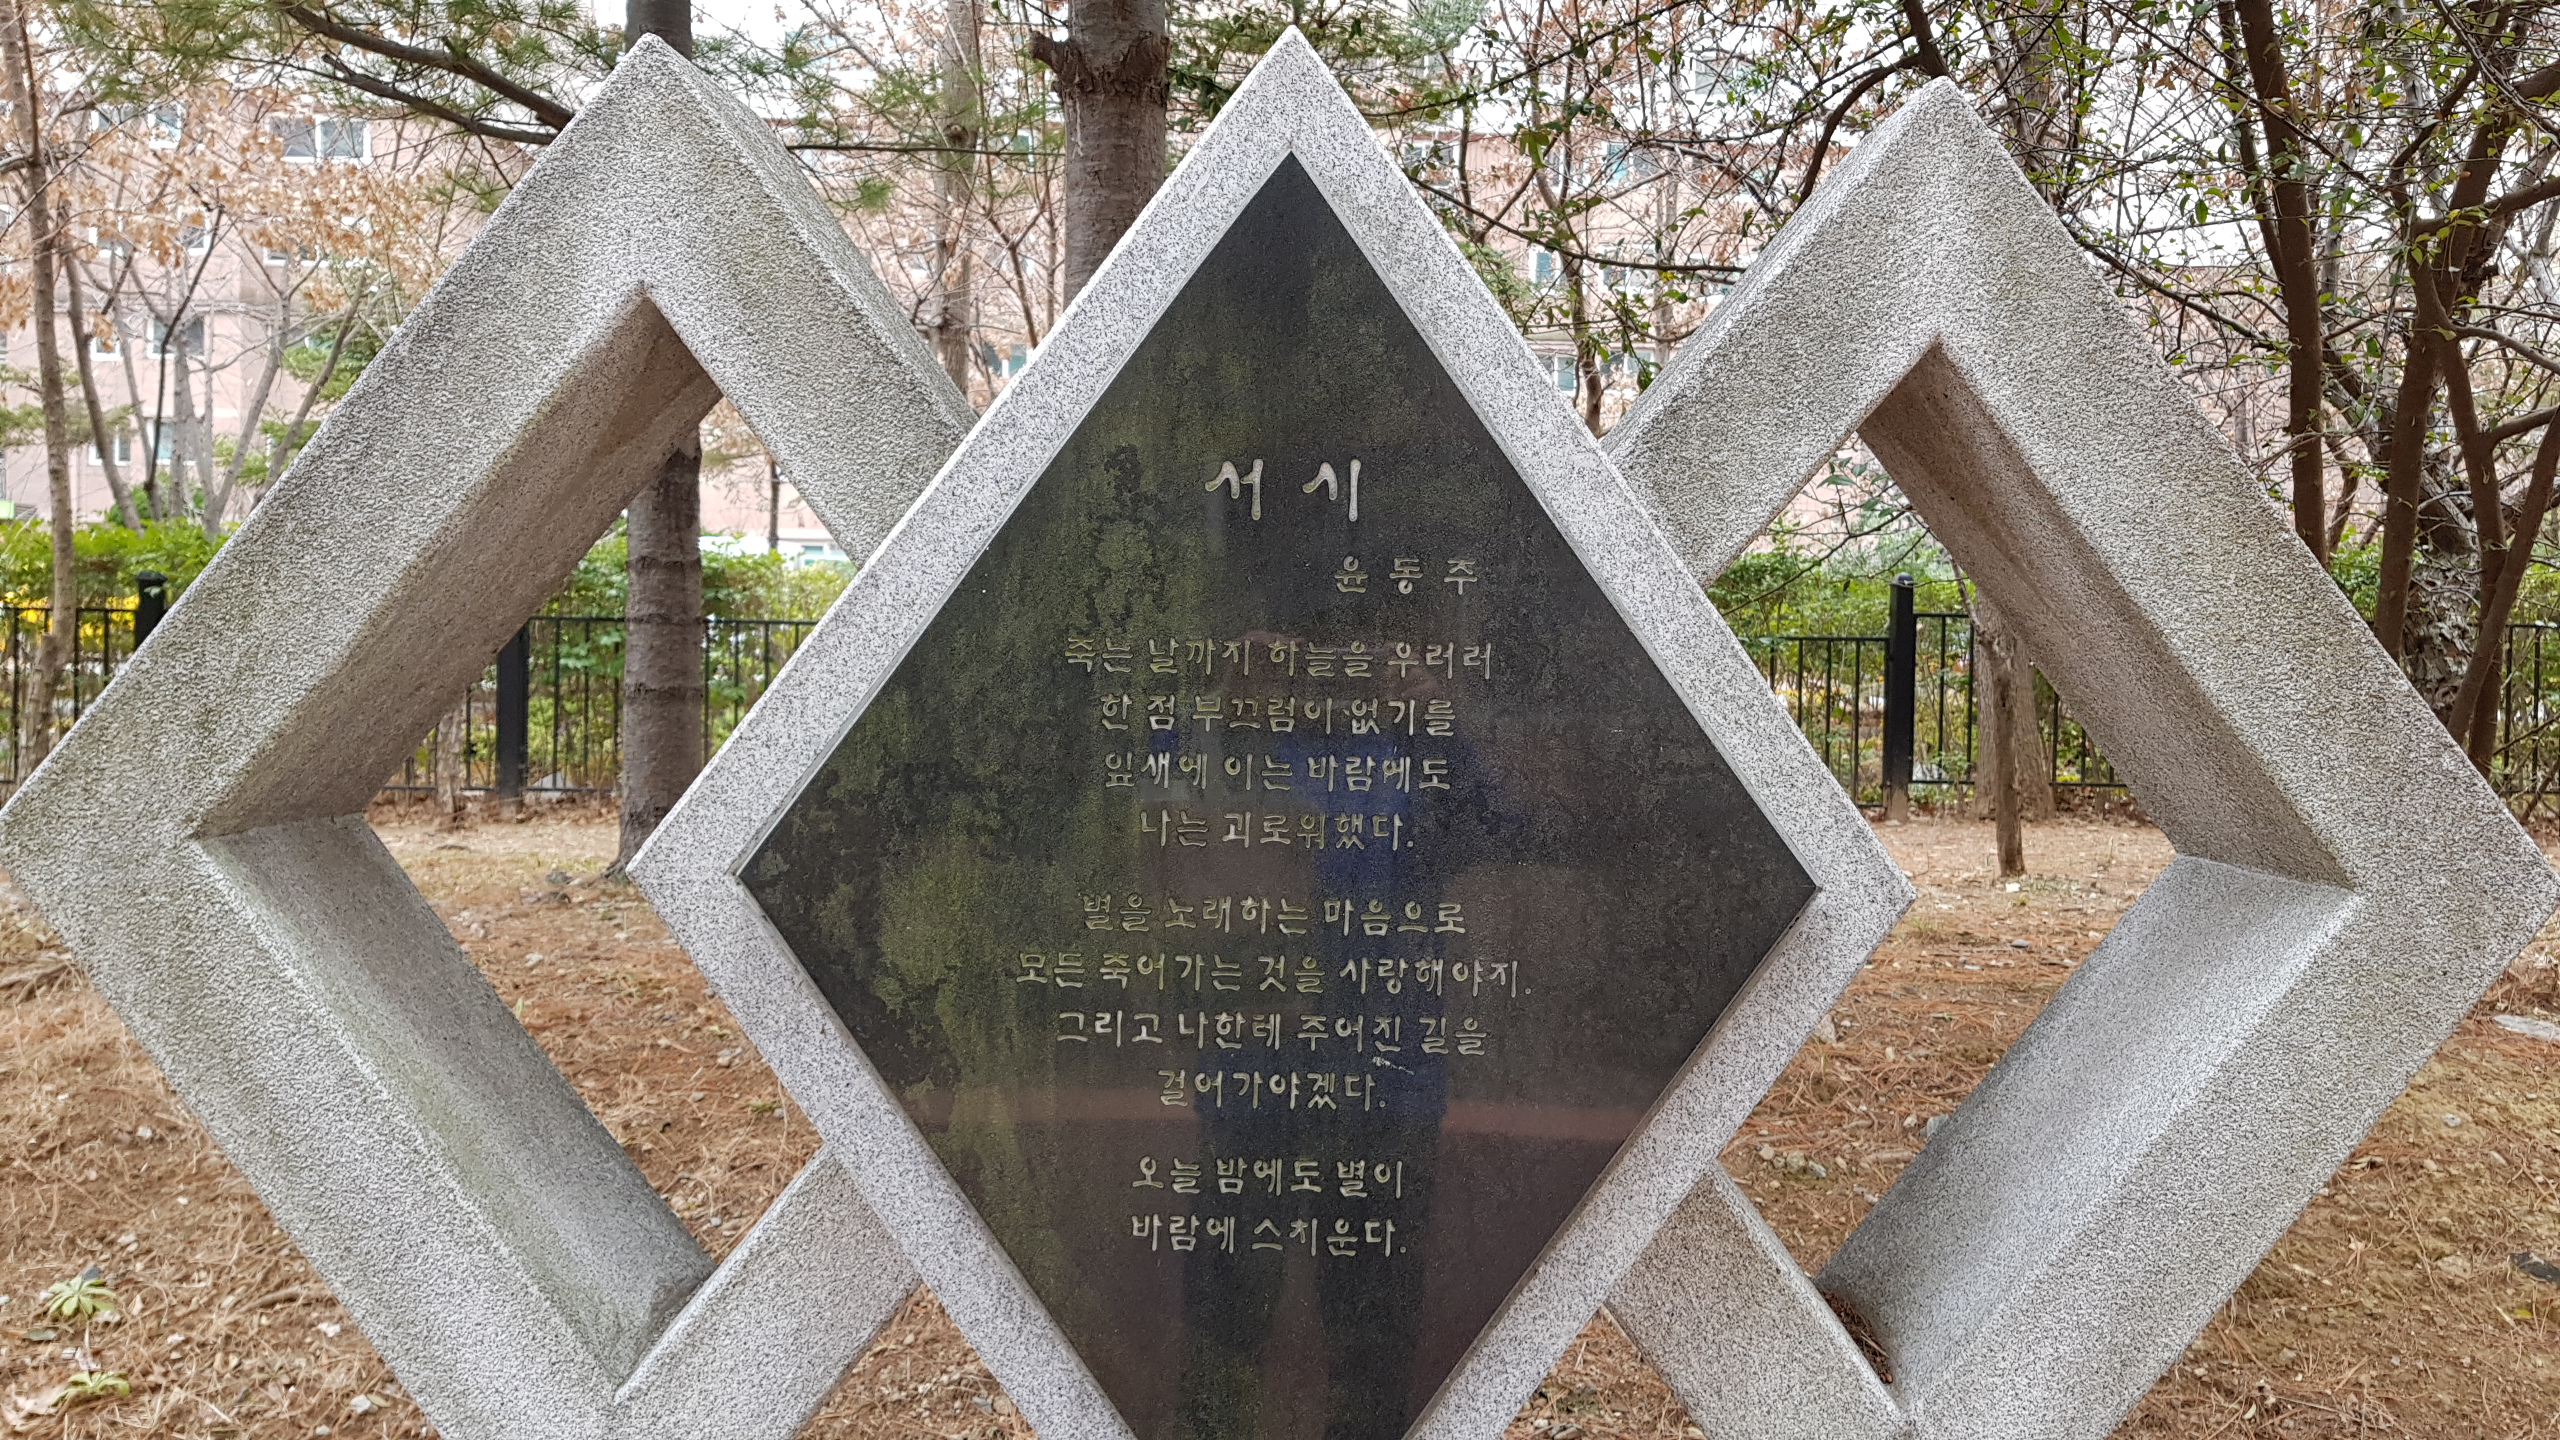 서 시
윤 동 주
죽는 날까지 하늘을 우러러
한 점 부끄럼이 없기를
잎새에 이는 바람에도
나는 괴로워했다.
별을 노래하는 마음으로
모든 죽어가는 것을 사랑해야지.
그리고 나한테 주어진 길을
걸어가야겠다.
오늘 밤에도 별이
바람에 스치운다.